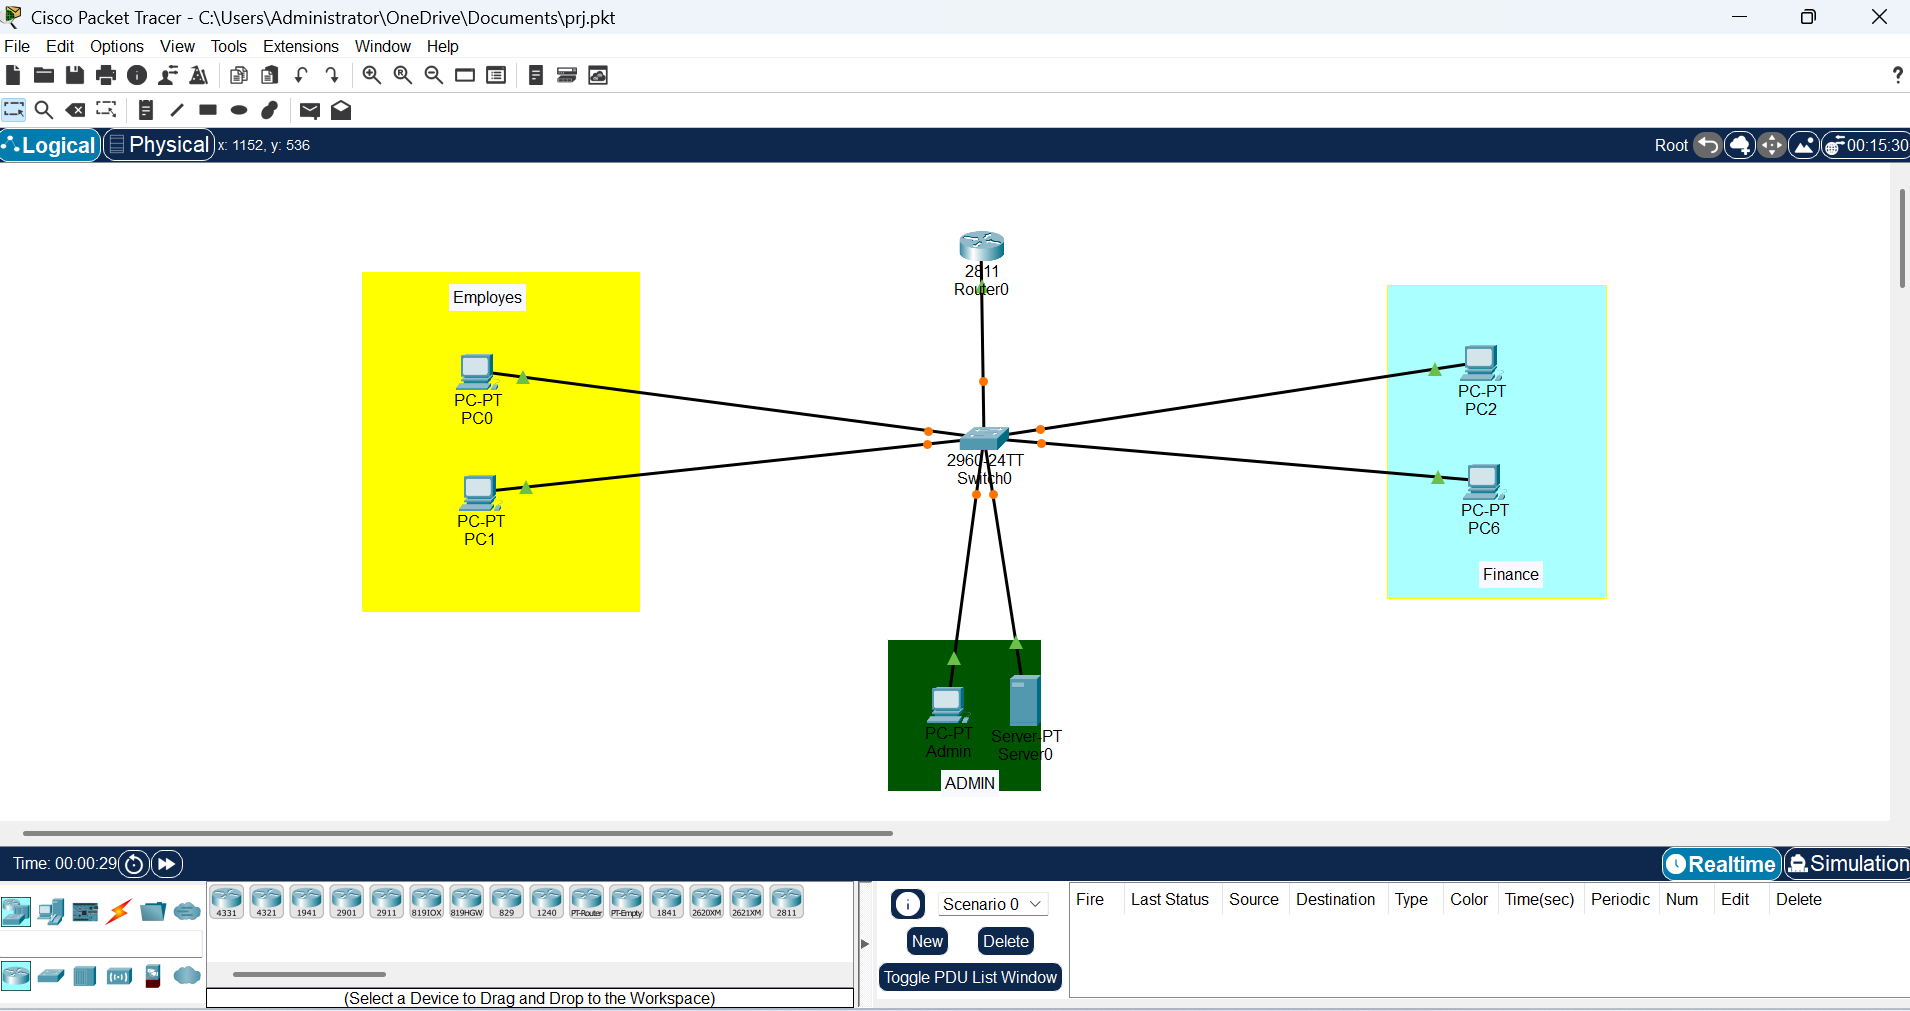 Cisco Packet Tracer - C:\Users\Administrator\OneDrive\Documents\prj.pkt
File Edit Options View Tools Extensions Window Help
?
Logical Physical x: 1152, y: 536 Root 00:15:30
2811
Router0
Employes
PC-PT
PC0
PC-PT
PC1
2960-24TT
Switch0
PC-PT
PC2
PC-PT
PC6
Finance
PC-PT
Admin
Server-PT
Server0
ADMIN
Time: 00:00:29 Realtime Simulation
4331 4321 1941 2901 2911 819IOX 819HGW 829 1240 PT-Router PT-Empty 1841 2620XM 2621XM 2811
(Select a Device to Drag and Drop to the Workspace)
Scenario 0
New Delete
Toggle PDU List Window
Fire Last Status Source Destination Type Color Time(sec) Periodic Num Edit Delete